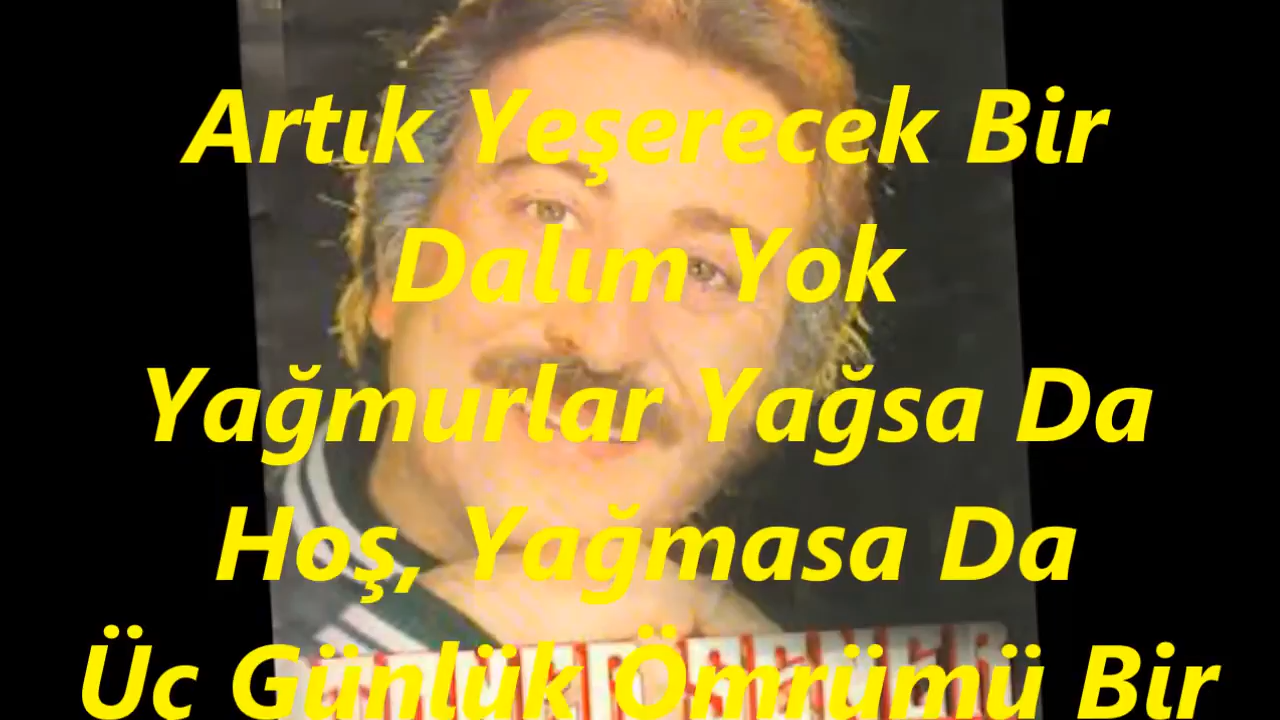 Artık Yeşerecek Bir
Dalım Yok
Yağmurlar Yağsa Da
Hoş, Yağmasa Da
Üç Günlük Ömrümü Bir